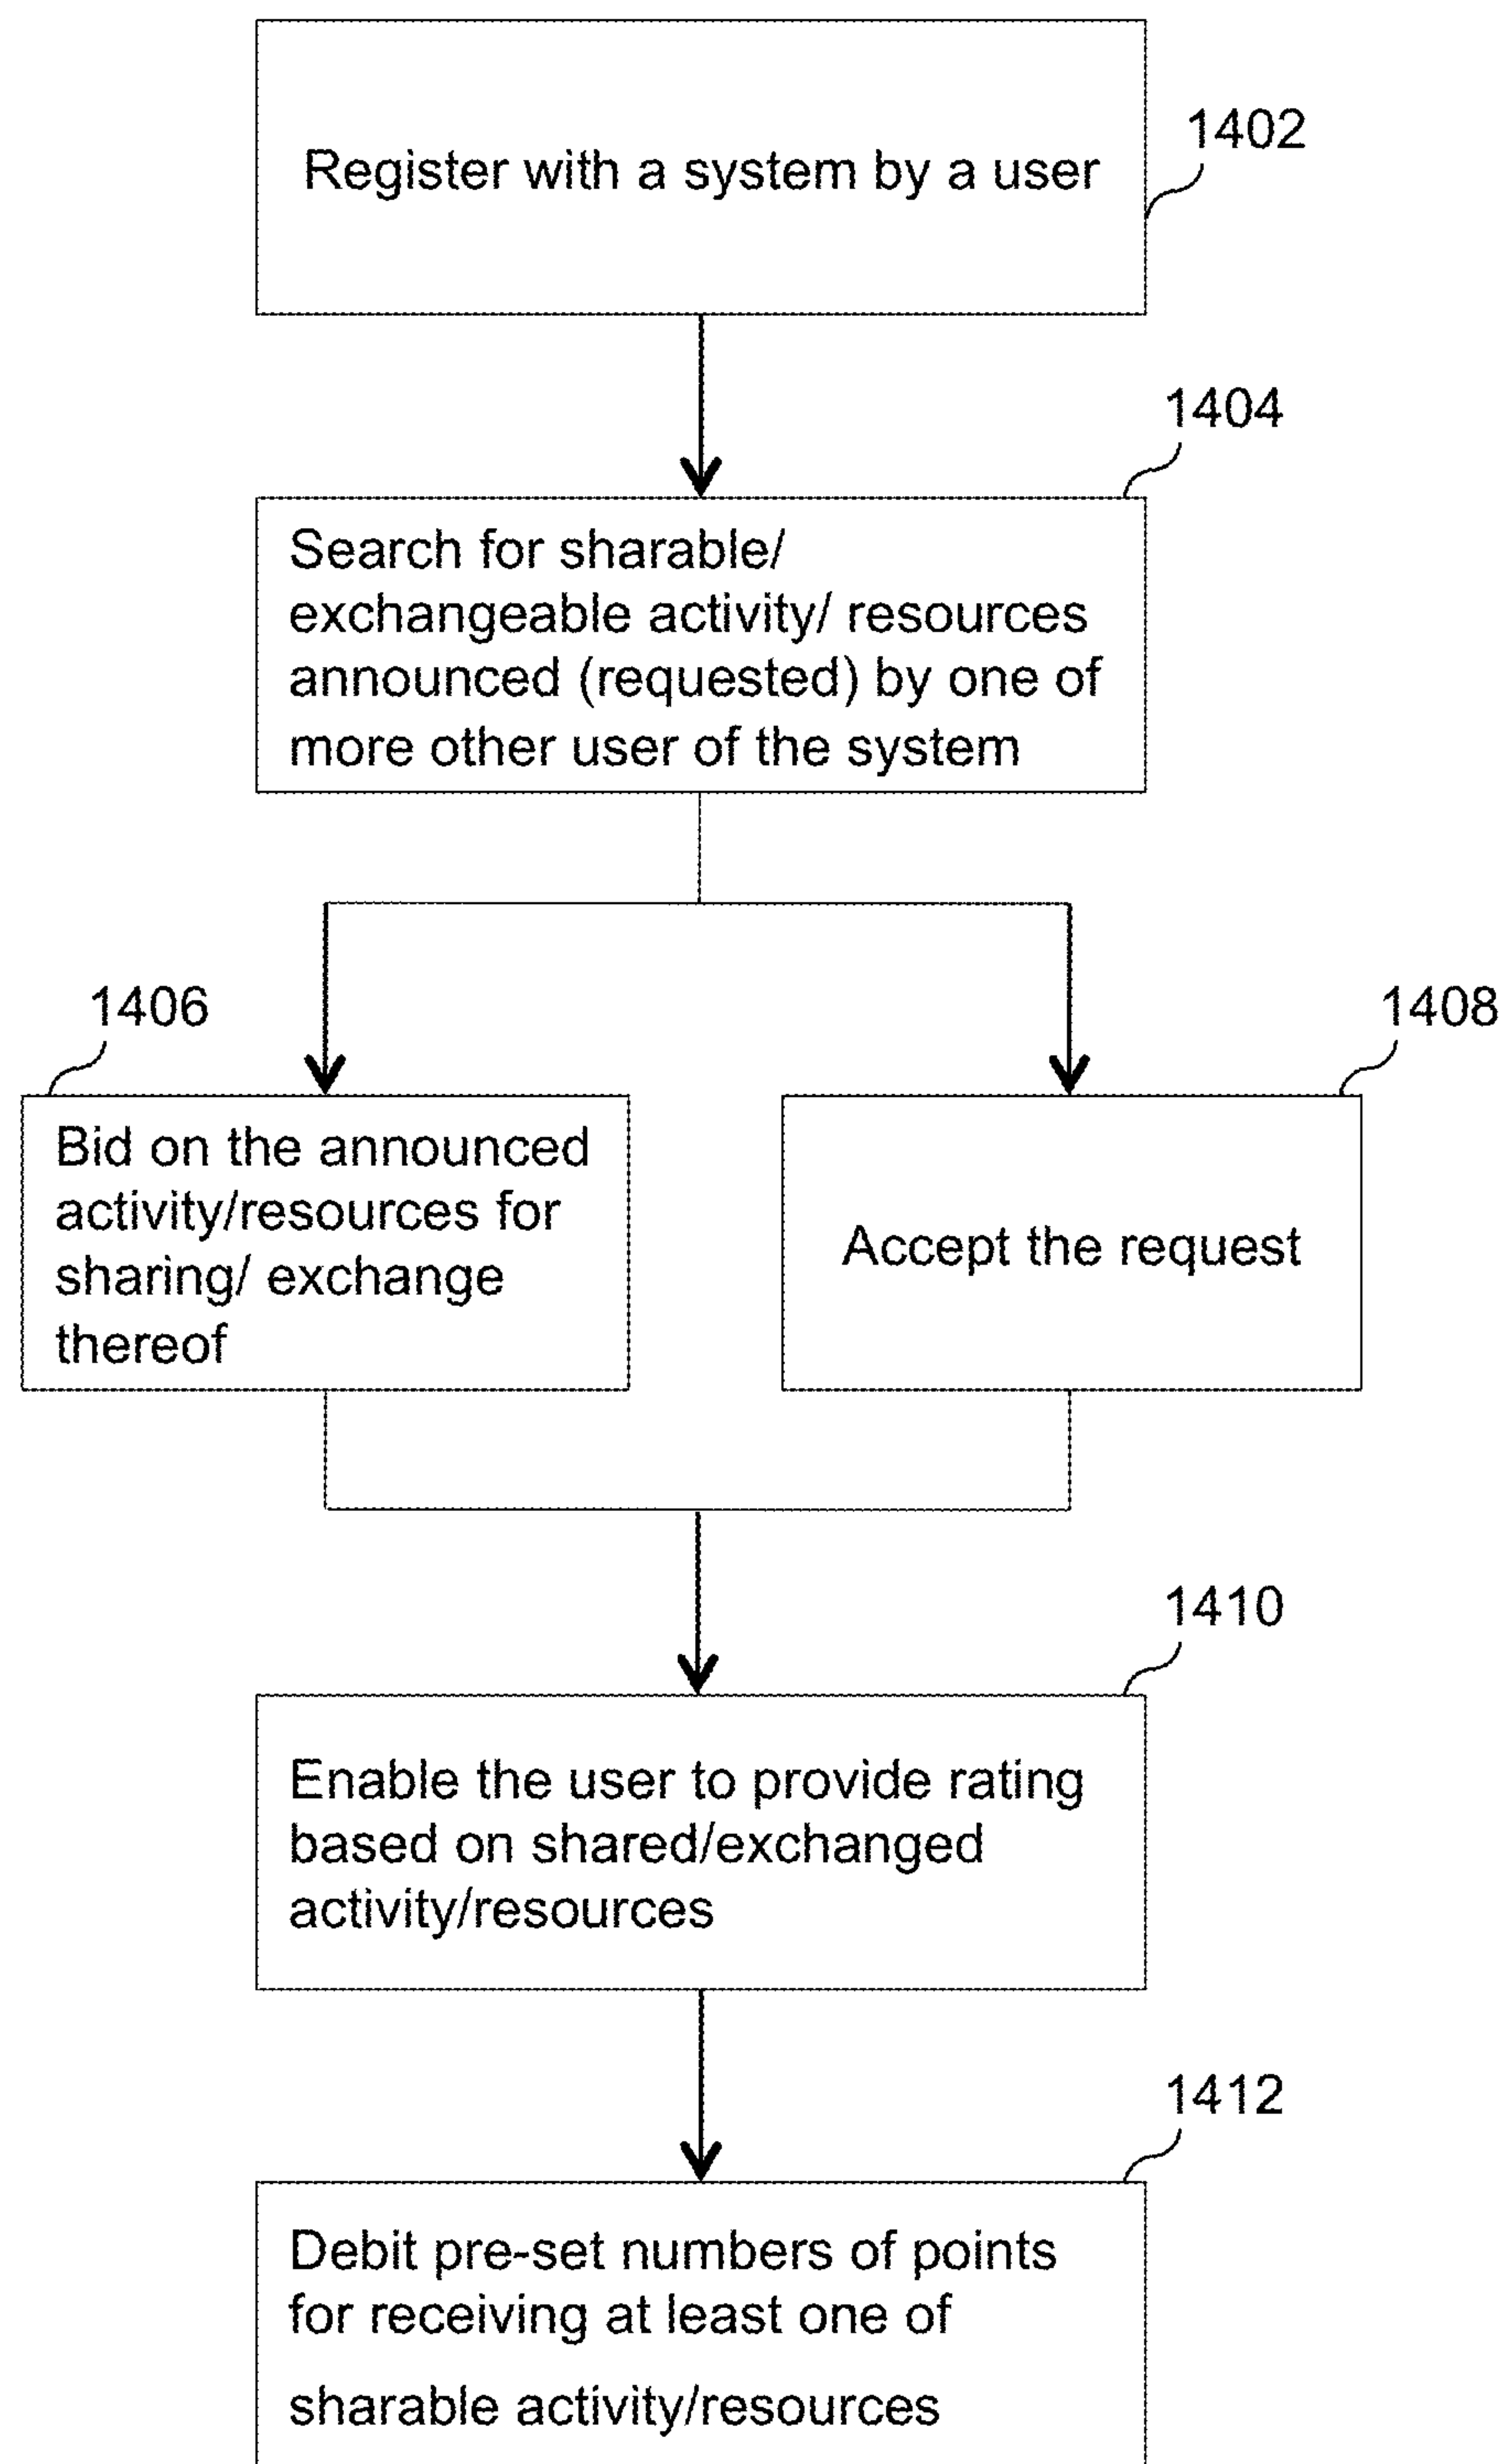 Register with a system by a user
1402
1404
Search for sharable/
exchangeable activity/ resources
announced (requested) by one of
more other user of the system
1406
1408
Bid on the announced
activity/resources for
sharing/ exchange
thereof
Accept the request
1410
Enable the user to provide rating
based on shared/exchanged
activity/resources
1412
Debit pre-set numbers of points
for receiving at least one of
sharable activity/resources